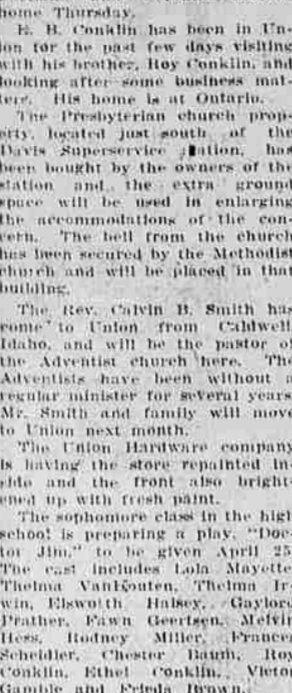 home Thursday.
E. B. Conklin has been in Un-
ion for the past few days visiting
with his brother, Roy Conklin, and
looking after some business mat-
ters. His home is at Ontario.
The Presbyterian church prop-
erty, located just south of the
Davis Superservice station, has
been bought by the owners of the
station and the extra ground
space will be used in enlarging
the accommodations of the con-
cern. The bell from the church
has been secured by the Methodist
church and will be placed in that
building.
The Rev. Calvin B. Smith has
come to Union from Caldwell,
Idaho, and will be the pastor of
the Adventist church here. The
Adventists have been without a
regular minister for several years.
Mr. Smith and family will move
to Union next month.
The Union Hardware company
is having the store repainted in-
side and the front also bright-
ened up with fresh paint.
The sophomore class in the high
school is preparing a play, "Doc-
tor Jim," to be given April 25.
The cast includes Lola Mayette,
Thelma VanHouten, Thelma Ir-
win, Elsworth Halsey, Gaylord
Prather, Fawn Geertsen, Melvin
Hess, Rodney Miller, Frances
Scheidler, Chester Daum, Roy
Conklin, Ethel Conklin, Victor
Gamble and Frieda Brown.